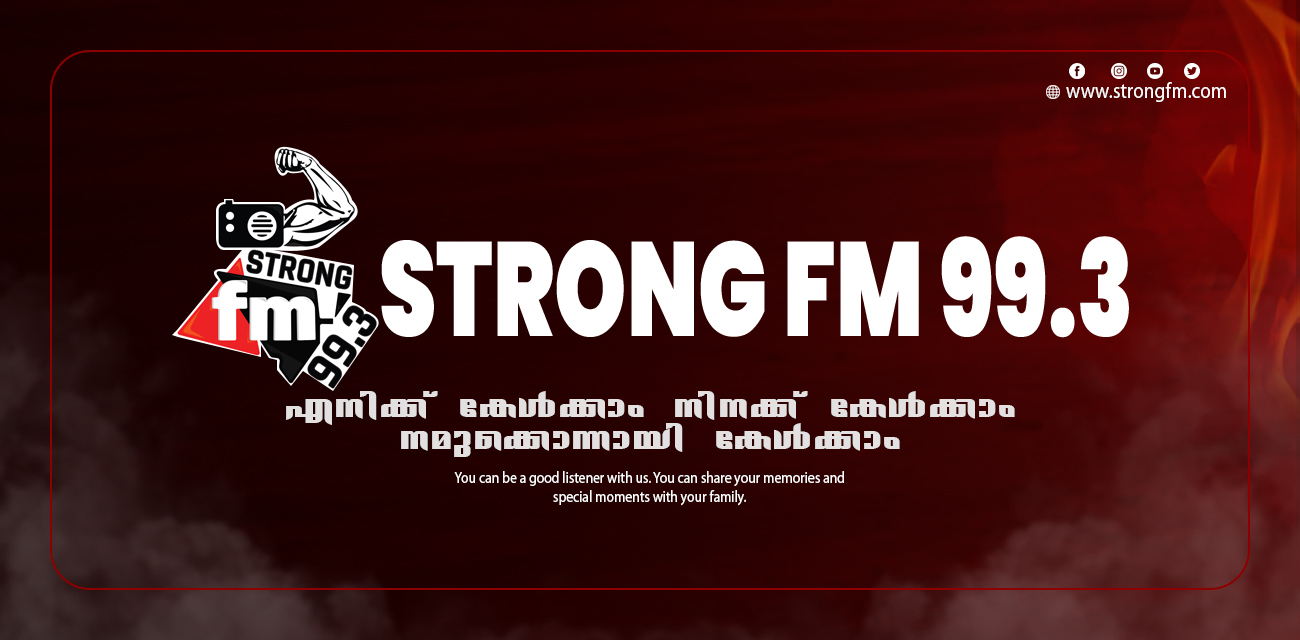 www.strongfm.com
STRONG
fm
99.3
STRONG FM 99.3
എനിക്ക് കേൾക്കാം നിനക്ക് കേൾക്കാം
നമുക്കൊന്നായി കേൾക്കാം
You can be a good listener with us. You can share your memories and
special moments with your family.